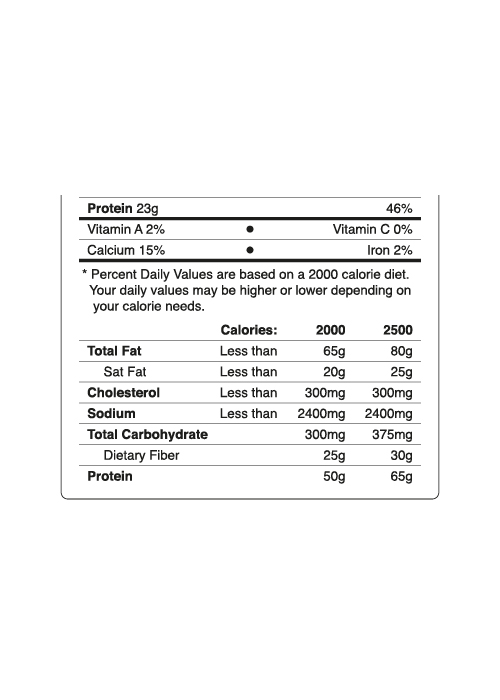 Protein 23g 46%
Vitamin A 2% ● Vitamin C 0%
Calcium 15% ● Iron 2%
* Percent Daily Values are based on a 2000 calorie diet.
Your daily values may be higher or lower depending on
your calorie needs.
Calories: 2000 2500
Total Fat Less than 65g 80g
Sat Fat Less than 20g 25g
Cholesterol Less than 300mg 300mg
Sodium Less than 2400mg 2400mg
Total Carbohydrate 300mg 375mg
Dietary Fiber 25g 30g
Protein 50g 65g